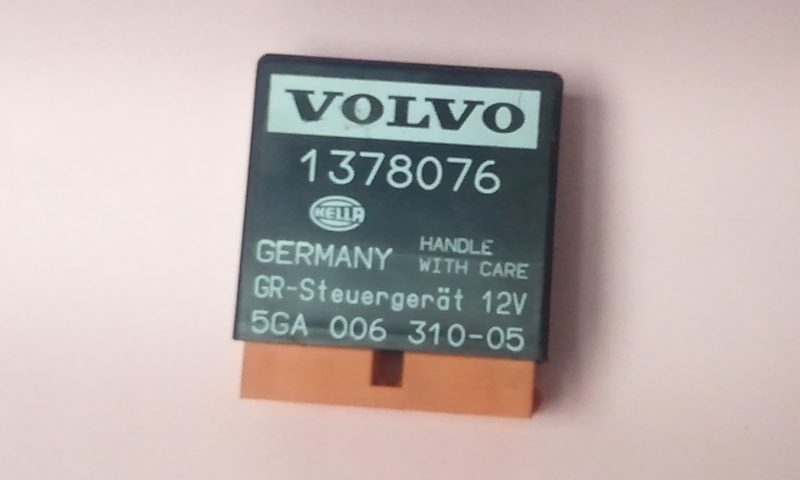 VOLVO
1378076
HELLA
GERMANY HANDLE WITH CARE
GR-Steuergerät 12V
5GA 006 310-05